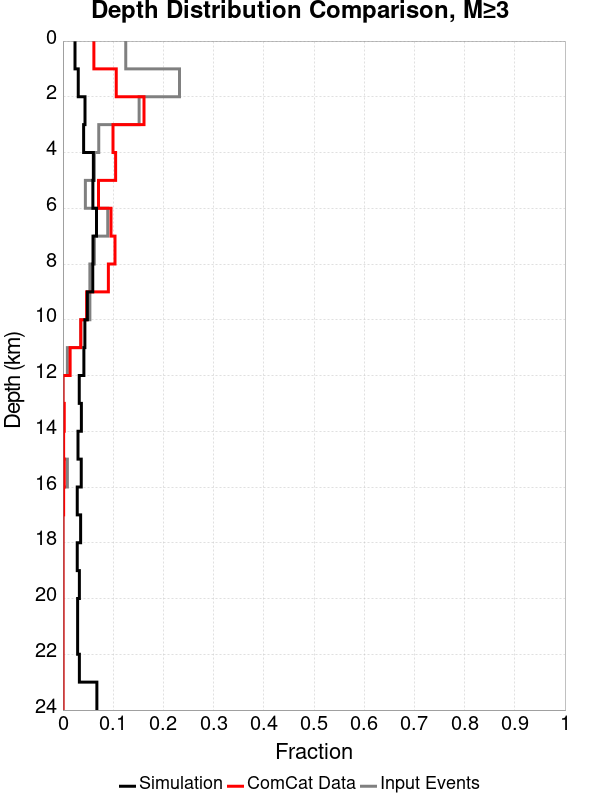 Depth Distribution Comparison, M≥3
0
2
4
6
8
10
12
14
16
18
20
22
24
Depth (km)
0 0.1 0.2 0.3 0.4 0.5 0.6 0.7 0.8 0.9 1
Fraction
Simulation ComCat Data Input Events